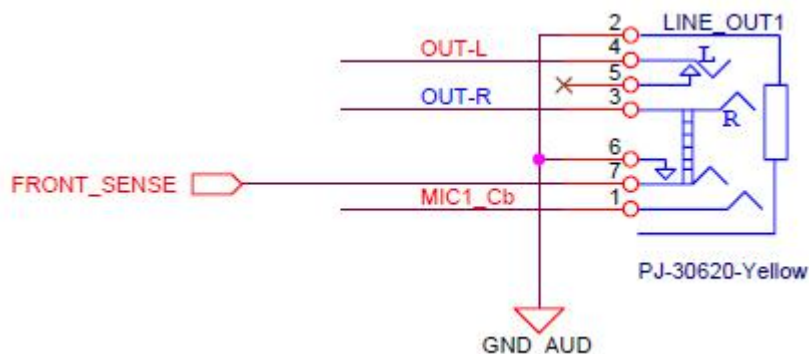 2 LINE_OUT1
OUT-L 4 L
5
OUT-R 3
R
6
FRONT_SENSE 7
MIC1_Cb 1
PJ-30620-Yellow
GND_AUD